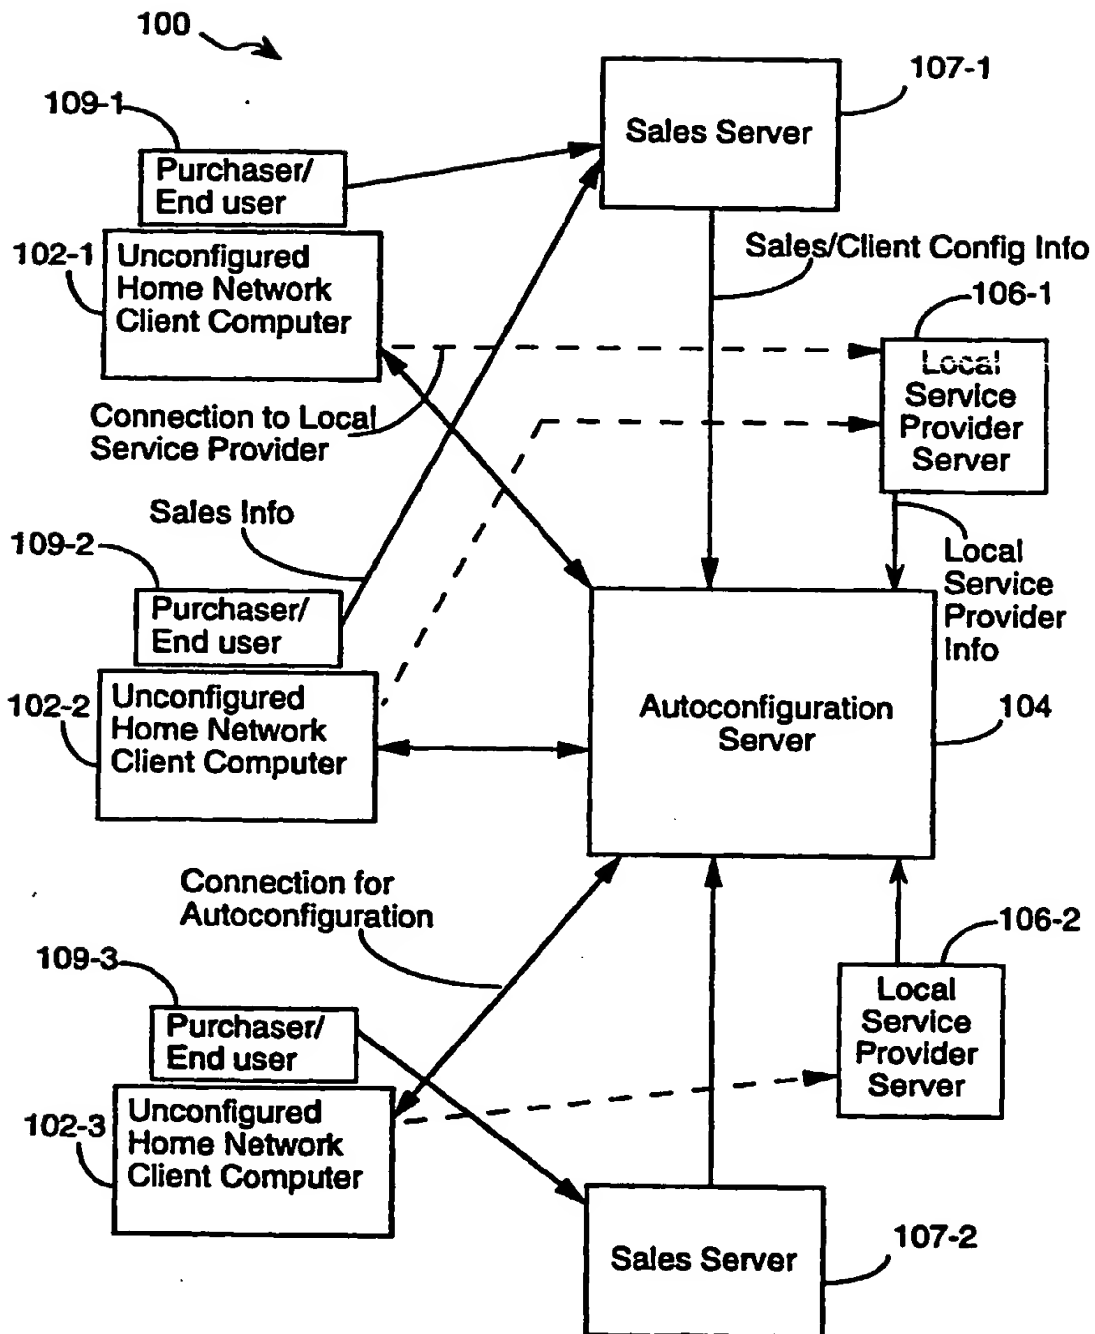 100
107-1
109-1
Sales Server
Purchaser/
End user
102-1
Unconfigured
Home Network
Client Computer
Sales/Client Config Info
106-1
Local
Service
Provider
Server
Connection to Local
Service Provider
Sales Info
109-2
Local
Service
Provider
Info
Purchaser/
End user
102-2
Unconfigured
Home Network
Client Computer
Autoconfiguration
Server
104
Connection for
Autoconfiguration
106-2
109-3
Local
Service
Provider
Server
Purchaser/
End user
102-3
Unconfigured
Home Network
Client Computer
107-2
Sales Server